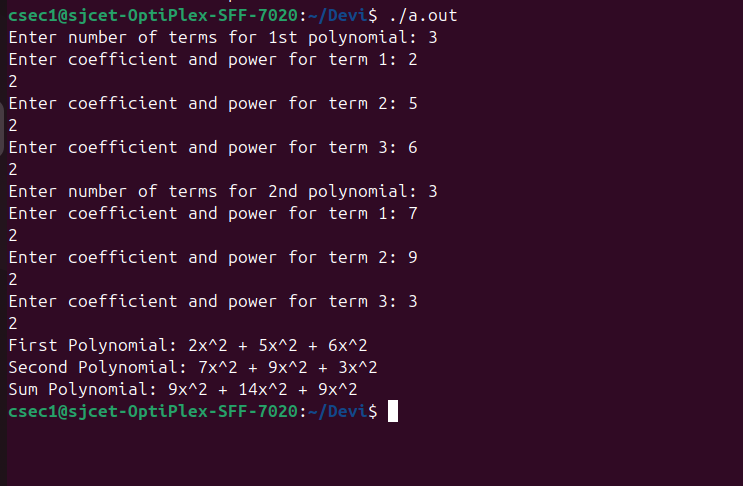 csec1@sjcet-OptiPlex-SFF-7020:~/Devi$ ./a.out
Enter number of terms for 1st polynomial: 3
Enter coefficient and power for term 1: 2
2
Enter coefficient and power for term 2: 5
2
Enter coefficient and power for term 3: 6
2
Enter number of terms for 2nd polynomial: 3
Enter coefficient and power for term 1: 7
2
Enter coefficient and power for term 2: 9
2
Enter coefficient and power for term 3: 3
2
First Polynomial: 2x^2 + 5x^2 + 6x^2
Second Polynomial: 7x^2 + 9x^2 + 3x^2
Sum Polynomial: 9x^2 + 14x^2 + 9x^2
csec1@sjcet-OptiPlex-SFF-7020:~/Devi$